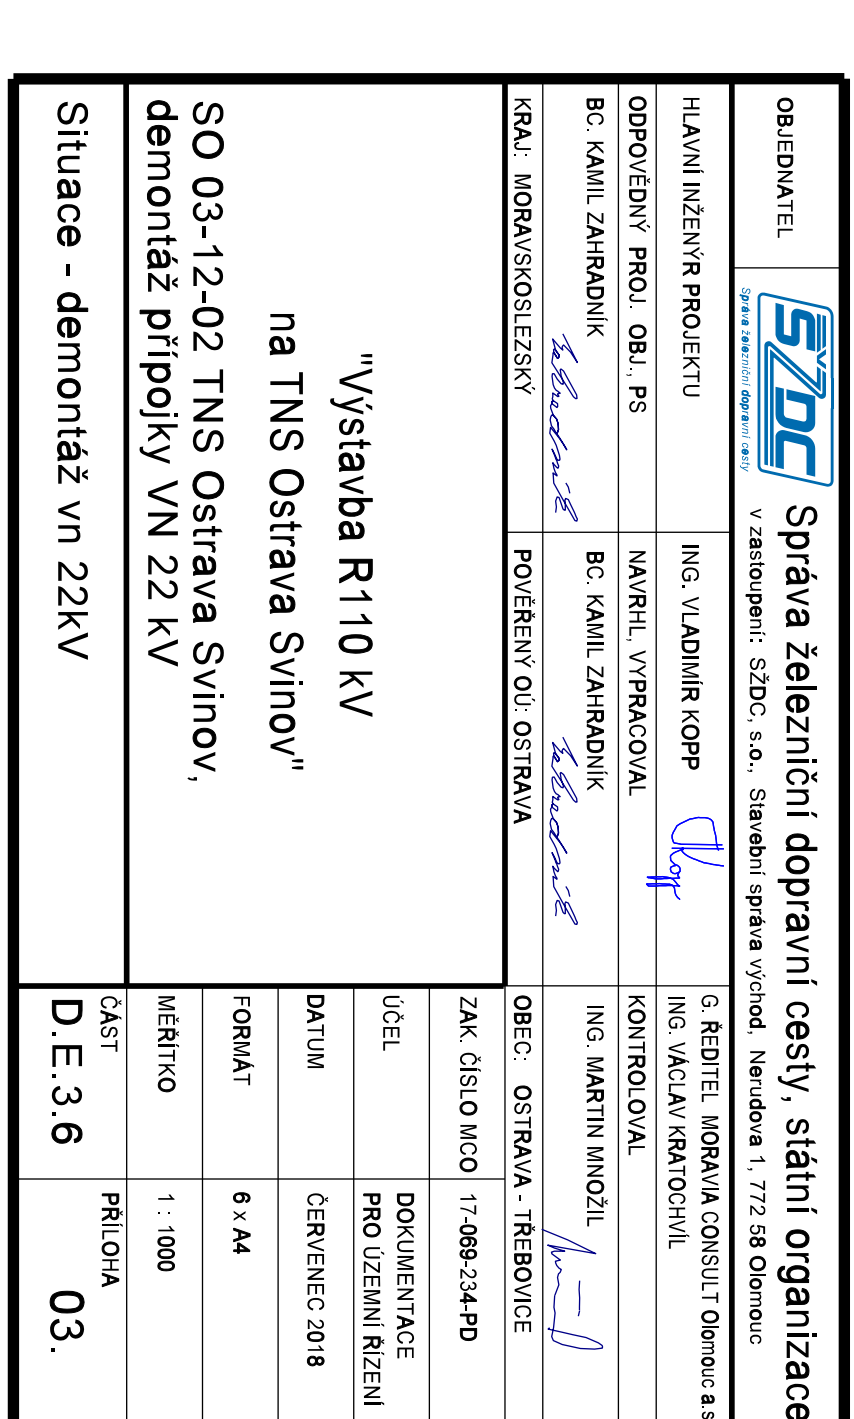 OBJEDNATEL
SŽDC
Správa železniční dopravní cesty
Správa železniční dopravní cesty, státní organizace
v zastoupení: SŽDC, s.o., Stavební správa východ, Nerudova 1, 772 58 Olomouc
HLAVNÍ INŽENÝR PROJEKTU
ING. VLADIMÍR KOPP
G. ŘEDITEL MORAVIA CONSULT Olomouc a.s
ING. VÁCLAV KRATOCHVÍL
ODPOVĚDNÝ PROJ. OBJ., PS
NAVRHL, VYPRACOVAL
KONTROLOVAL
BC. KAMIL ZAHRADNÍK
BC. KAMIL ZAHRADNÍK
ING. MARTIN MNOŽIL
KRAJ: MORAVSKOSLEZSKÝ
POVĚŘENÝ OÚ: OSTRAVA
OBEC: OSTRAVA - TŘEBOVICE
"Výstavba R110 kV
na TNS Ostrava Svinov"
SO 03-12-02 TNS Ostrava Svinov,
demontáž přípojky VN 22 kV
Situace - demontáž vn 22kV
ZAK. ČÍSLO MCO
17-069-234-PD
ÚČEL
DOKUMENTACE
PRO ÚZEMNÍ ŘÍZENÍ
DATUM
ČERVENEC 2018
FORMÁT
6 x A4
MĚŘÍTKO
1 : 1000
ČÁST
D.E.3.6
PŘÍLOHA
03.